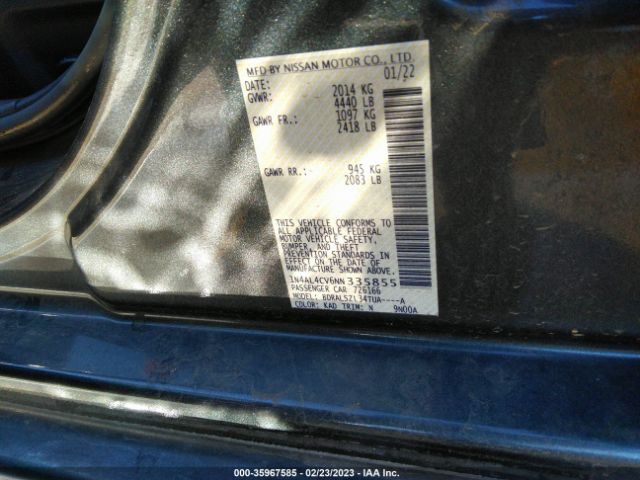 MFD BY NISSAN MOTOR CO., LTD.
DATE: 01/22
GVWR: 2014 KG
4440 LB
GAWR FR.: 1097 KG
2418 LB
GAWR RR.: 945 KG
2083 LB
THIS VEHICLE CONFORMS TO
ALL APPLICABLE FEDERAL
MOTOR VEHICLE SAFETY,
BUMPER, AND THEFT
PREVENTION STANDARDS IN
EFFECT ON THE DATE OF
MANUFACTURE SHOWN ABOVE.
1N4AL4CV6NN335855
PASSENGER CAR 726166
MODEL: BDRALSZL34TUA----A
COLOR: KAD TRIM: N 9N00A
000-35967585 - 02/23/2023 - IAA Inc.